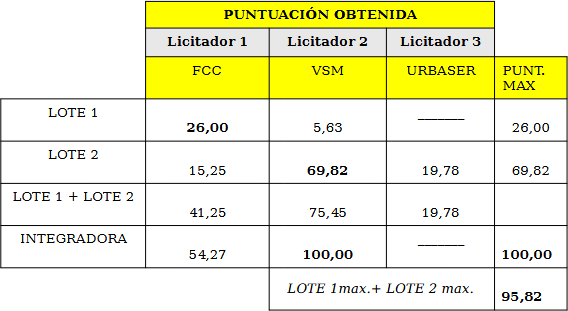 PUNTUACIÓN OBTENIDA
Licitador 1 Licitador 2 Licitador 3
FCC VSM URBASER PUNT. MAX
LOTE 1 26,00 5,63 _______ 26,00
LOTE 2 15,25 69,82 19,78 69,82
LOTE 1 + LOTE 2 41,25 75,45 19,78
INTEGRADORA 54,27 100,00 _______ 100,00
LOTE 1max.+ LOTE 2 max. 95,82